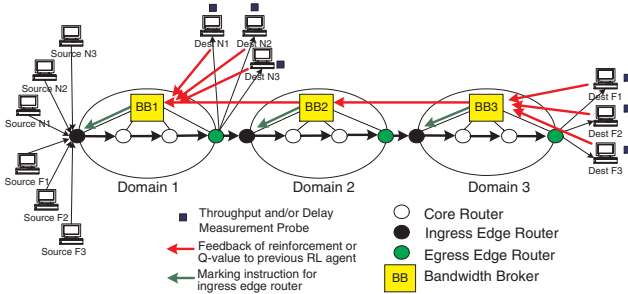 Source N3
Source N2
Source N1
Source F1
Source F2
Source F3
Dest N1
Dest N2
Dest N3
BB1
BB2
BB3
Dest F1
Dest F2
Dest F3
Domain 1
Domain 2
Domain 3
Throughput and/or Delay
Measurement Probe
Feedback of reinforcement or
Q-value to previous RL agent
Marking instruction for
ingress edge router
Core Router
Ingress Edge Router
Egress Edge Router
BB
Bandwidth Broker